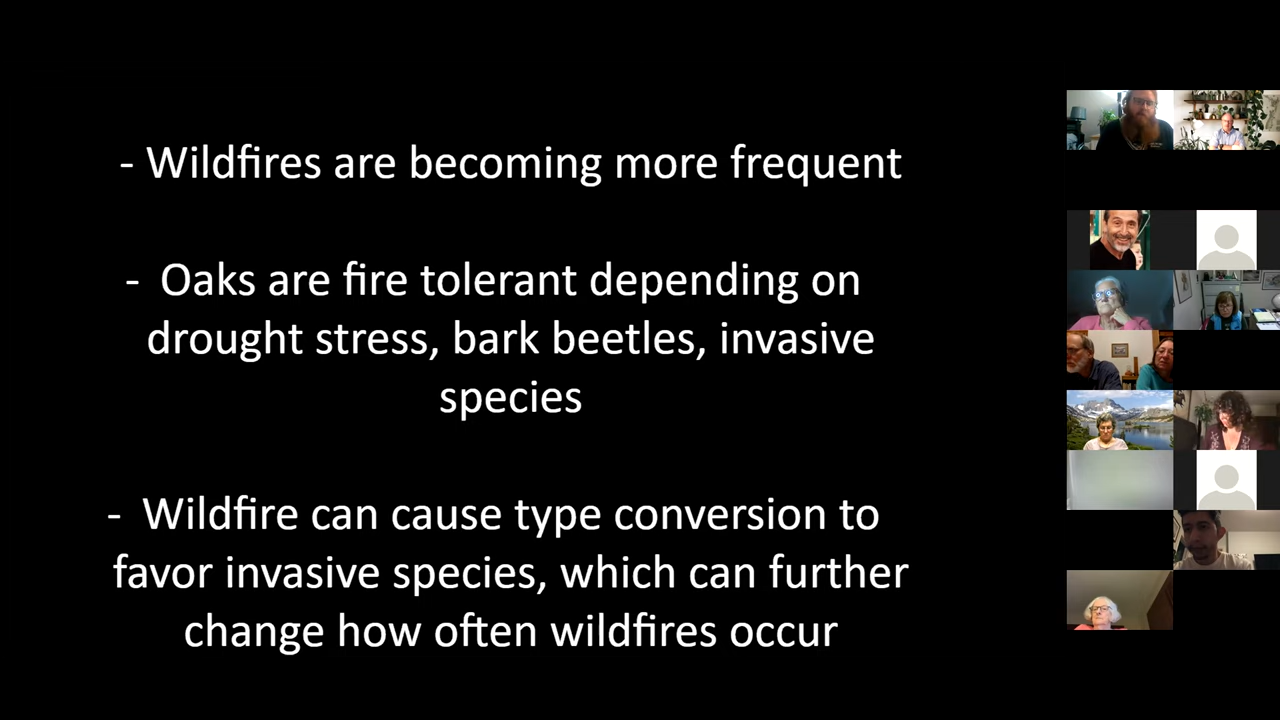 - Wildfires are becoming more frequent
- Oaks are fire tolerant depending on
drought stress, bark beetles, invasive
species
- Wildfire can cause type conversion to
favor invasive species, which can further
change how often wildfires occur